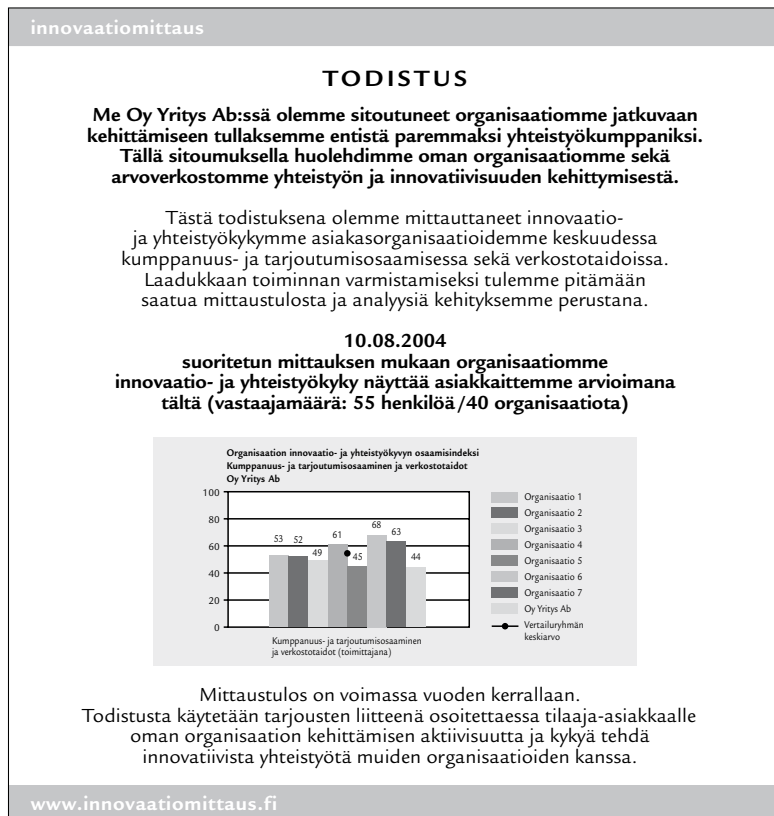 innovaatiomittaus
TODISTUS
Me Oy Yritys Ab:ssä olemme sitoutuneet organisaatiomme jatkuvaan
kehittämiseen tullaksemme entistä paremmaksi yhteistyökumppaniksi.
Tällä sitoumuksella huolehdimme oman organisaatiomme sekä
arvoverkostomme yhteistyön ja innovatiivisuuden kehittymisestä.
Tästä todistuksena olemme mittauttaneet innovaatio-
ja yhteistyökykymme asiakasorganisaatioidemme keskuudessa
kumppanuus- ja tarjoutumisosaamisessa sekä verkostotaidoissa.
Laadukkaan toiminnan varmistamiseksi tulemme pitämään
saatua mittaustulosta ja analyysiä kehityksemme perustana.
10.08.2004
suoritetun mittauksen mukaan organisaatiomme
innovaatio- ja yhteistyökyky näyttää asiakkaittemme arvioimana
tältä (vastaajamäärä: 55 henkilöä/40 organisaatiota)
Organisaation innovaatio- ja yhteistyökyvyn osaamisindeksi
Kumppanuus- ja tarjoutumisosaaminen ja verkostotaidot
Oy Yritys Ab
100
80
60
40
20
0
53 52 49 61 45 68 63 44
Kumppanuus- ja tarjoutumisosaaminen
ja verkostotaidot (toimittajana)
Organisaatio 1
Organisaatio 2
Organisaatio 3
Organisaatio 4
Organisaatio 5
Organisaatio 6
Organisaatio 7
Oy Yritys Ab
Vertailuryhmän
keskiarvo
Mittaustulos on voimassa vuoden kerrallaan.
Todistusta käytetään tarjousten liitteenä osoitettaessa tilaaja-asiakkaalle
oman organisaation kehittämisen aktiivisuutta ja kykyä tehdä
innovatiivista yhteistyötä muiden organisaatioiden kanssa.
www.innovaatiomittaus.fi